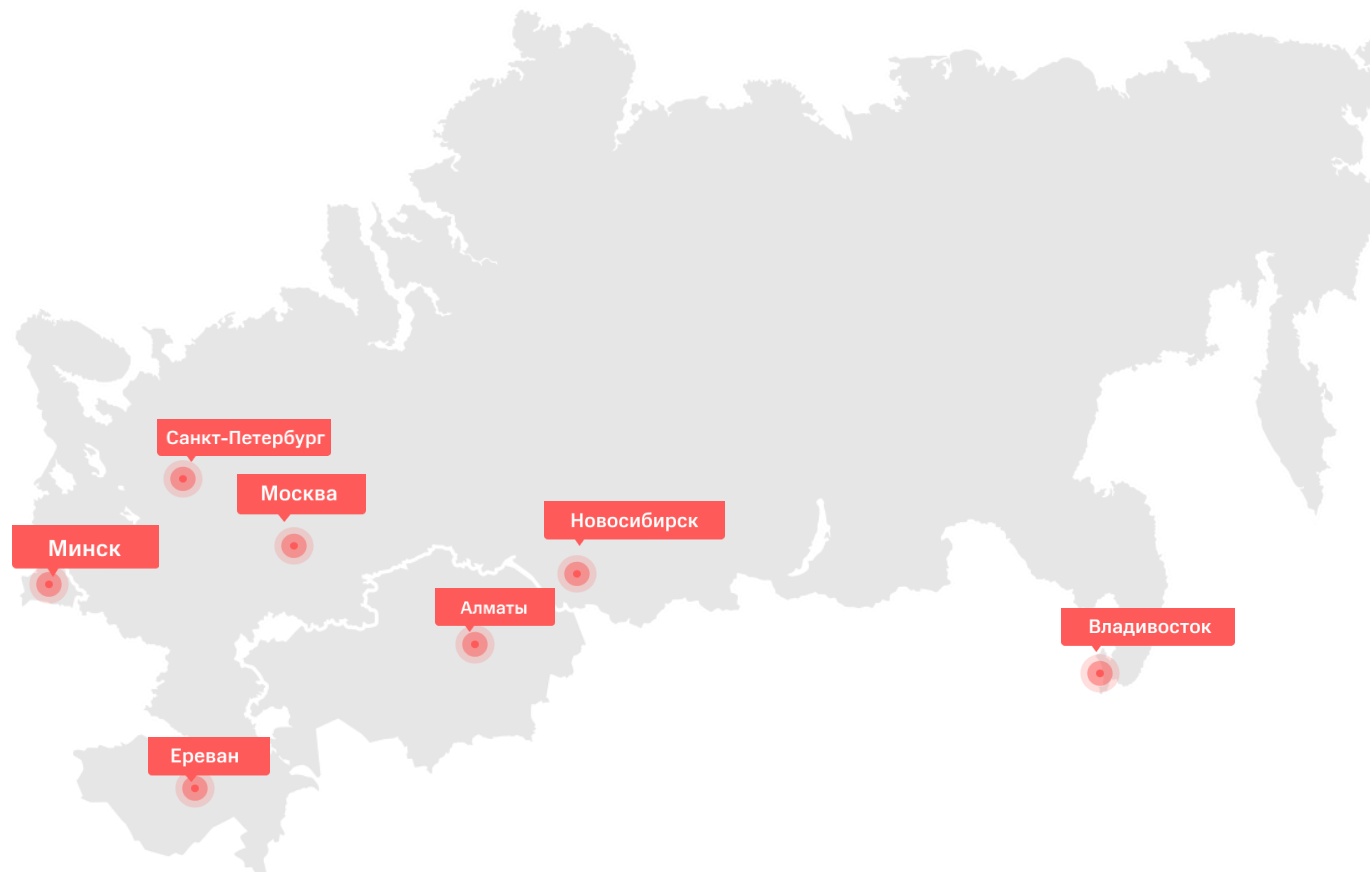 Санкт-Петербург
Москва
Новосибирск
Минск
Алматы
Владивосток
Ереван